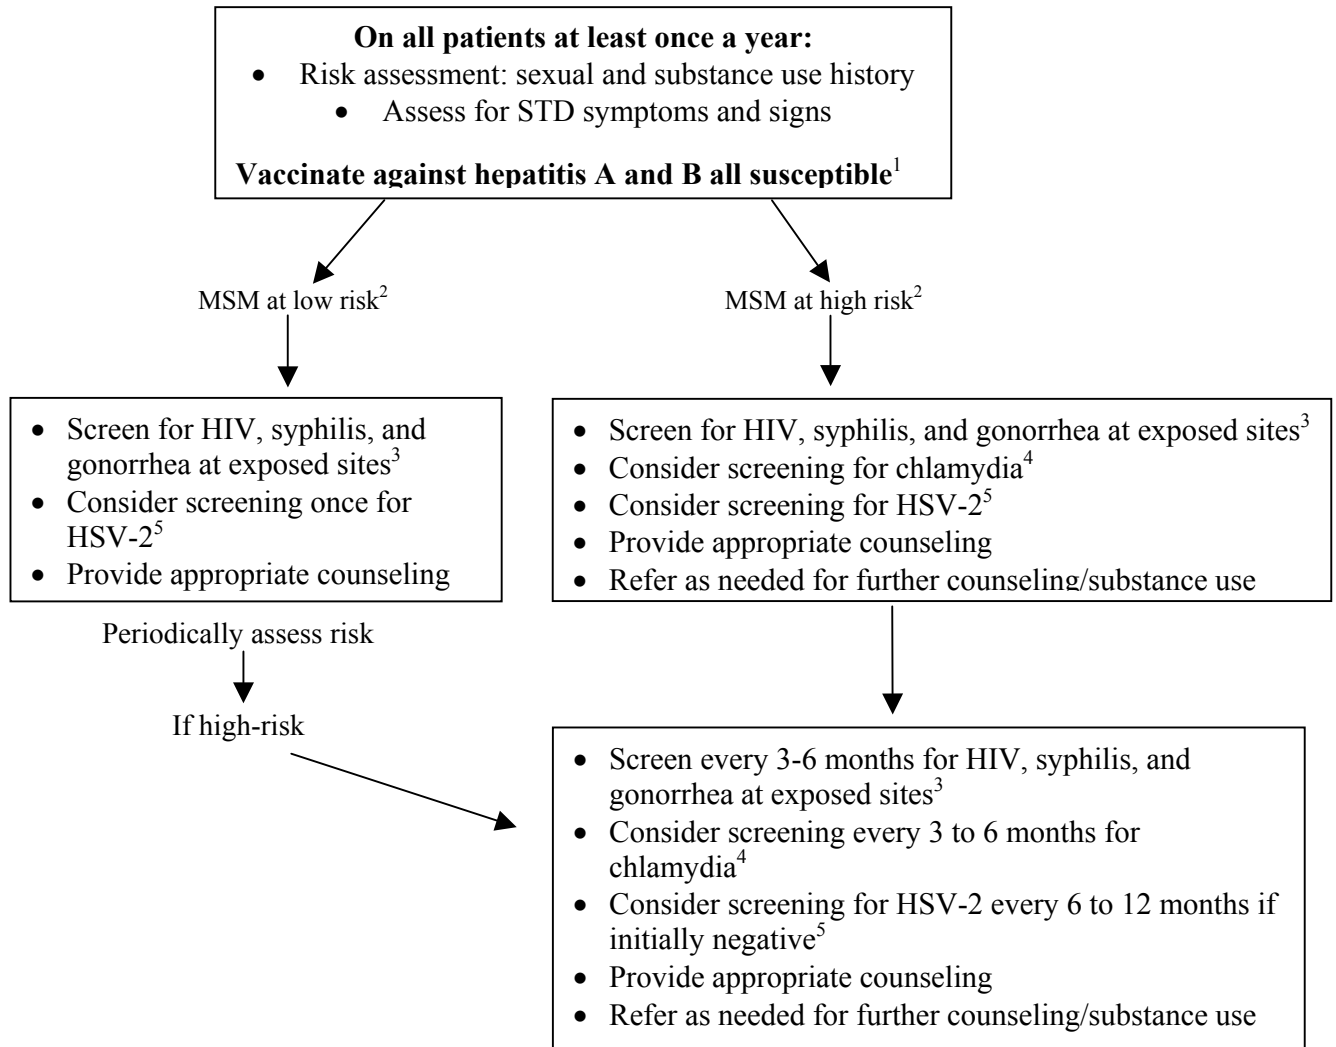 On all patients at least once a year:
• Risk assessment: sexual and substance use history
• Assess for STD symptoms and signs
Vaccinate against hepatitis A and B all susceptible¹
MSM at low risk²
MSM at high risk²
• Screen for HIV, syphilis, and
gonorrhea at exposed sites³
• Consider screening once for
HSV-2⁵
• Provide appropriate counseling
• Screen for HIV, syphilis, and gonorrhea at exposed sites³
• Consider screening for chlamydia⁴
• Consider screening for HSV-2⁵
• Provide appropriate counseling
• Refer as needed for further counseling/substance use
Periodically assess risk
If high-risk
• Screen every 3-6 months for HIV, syphilis, and
gonorrhea at exposed sites³
• Consider screening every 3 to 6 months for
chlamydia⁴
• Consider screening for HSV-2 every 6 to 12 months if
initially negative⁵
• Provide appropriate counseling
• Refer as needed for further counseling/substance use